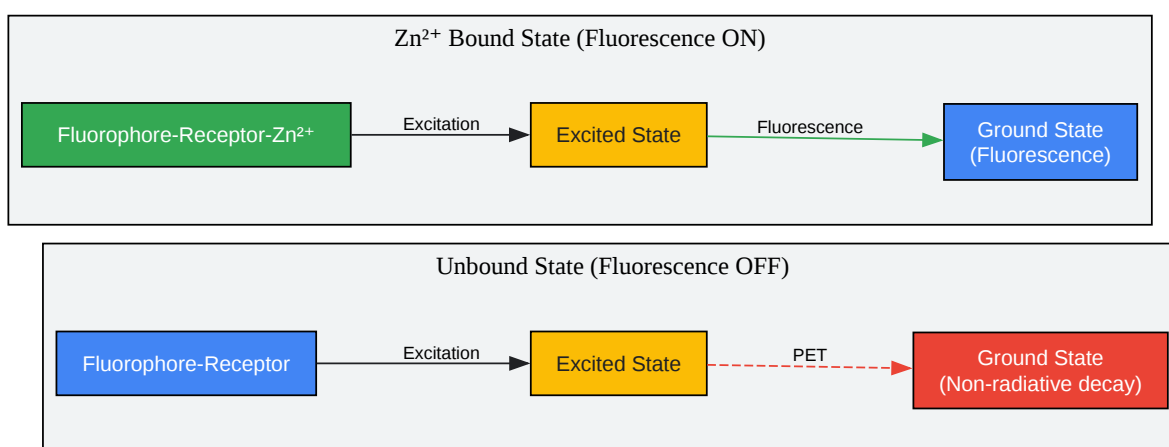 Zn²⁺ Bound State (Fluorescence ON)
Fluorophore-Receptor-Zn²⁺
Excitation
Excited State
Fluorescence
Ground State
(Fluorescence)
Unbound State (Fluorescence OFF)
Fluorophore-Receptor
Excitation
Excited State
PET
Ground State
(Non-radiative decay)